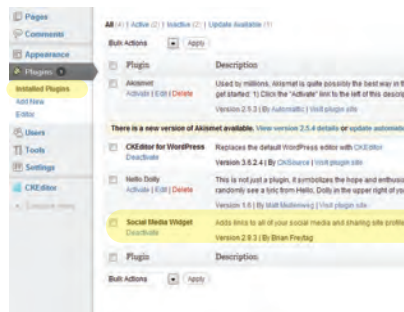 Pages
Comments
Appearance
Plugins 1
Installed Plugins
Add New
Editor
Users
Tools
Settings
CKEditor
All (4) | Active (2) | Inactive (2) | Update Available (1)
Bulk Actions Apply
Plugin Description
Akismet Used by millions, Akismet is quite possibly the best way in th
Activate | Edit | Delete get started: 1) Click the "Activate" link to the left of this descrip
Version 2.5.3 | By Automattic | Visit plugin site
There is a new version of Akismet available. View version 2.5.4 details or update automatic
CKEditor for WordPress Replaces the default WordPress editor with CKEditor
Deactivate Version 3.6.2.4 | By CKSource | Visit plugin site
Hello Dolly This is not just a plugin, it symbolizes the hope and enthusi
Activate | Edit | Delete randomly see a lyric from Hello, Dolly in the upper right of yo
Version 1.6 | By Matt Mullenweg | Visit plugin site
Social Media Widget Adds links to all of your social media and sharing site profile
Deactivate Version 2.9.3 | By Brian Freytag
Plugin Description
Bulk Actions Apply